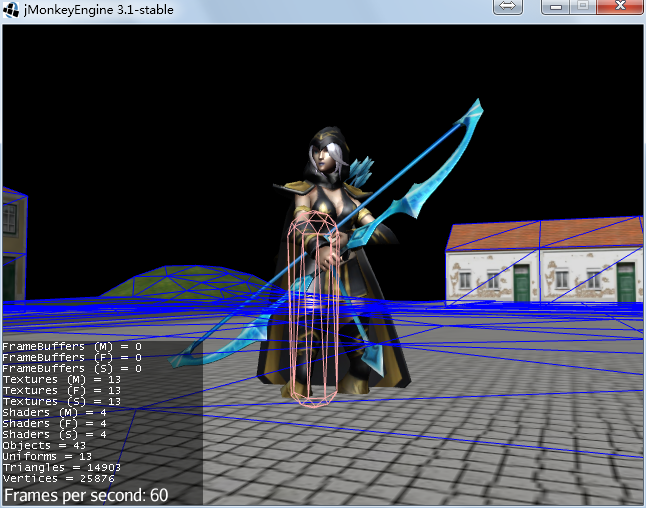 jMonkeyEngine 3.1-stable
FrameBuffers (M) = 0
FrameBuffers (F) = 0
FrameBuffers (S) = 0
Textures (M) = 13
Textures (F) = 13
Textures (S) = 13
Shaders (M) = 4
Shaders (F) = 4
Shaders (S) = 4
Objects = 43
Uniforms = 13
Triangles = 14903
Vertices = 25876
Frames per second: 60